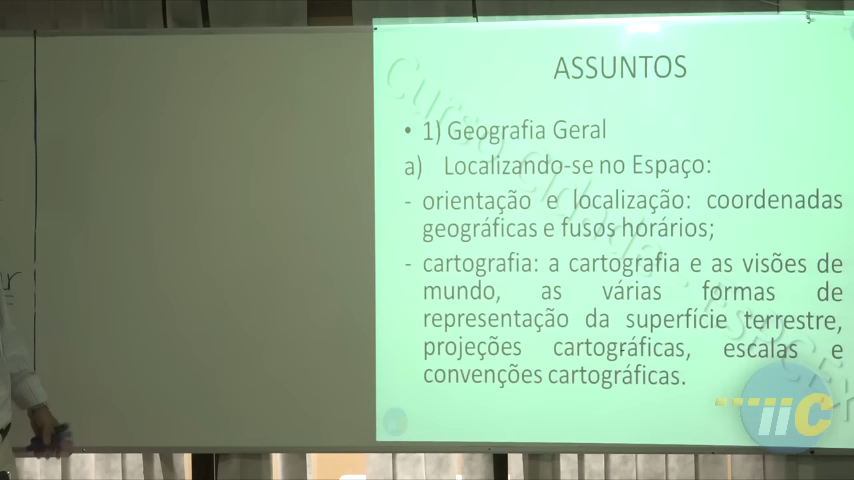 ASSUNTOS
• 1) Geografia Geral
a) Localizando-se no Espaço:
- orientação e localização: coordenadas
geográficas e fusos horários;
- cartografia: a cartografia e as visões de
mundo, as várias formas de
representação da superfície terrestre,
projeções cartográficas, escalas e
convenções cartográficas.
iiC